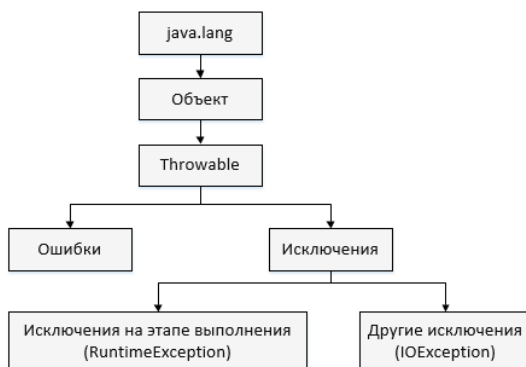 java.lang
Объект
Throwable
Ошибки
Исключения
Исключения на этапе выполнения
(RuntimeException)
Другие исключения
(IOException)